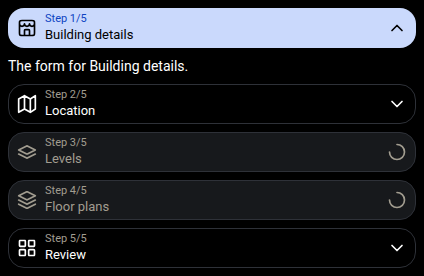 Step 1/5
Building details
The form for Building details.
Step 2/5
Location
Step 3/5
Levels
Step 4/5
Floor plans
Step 5/5
Review